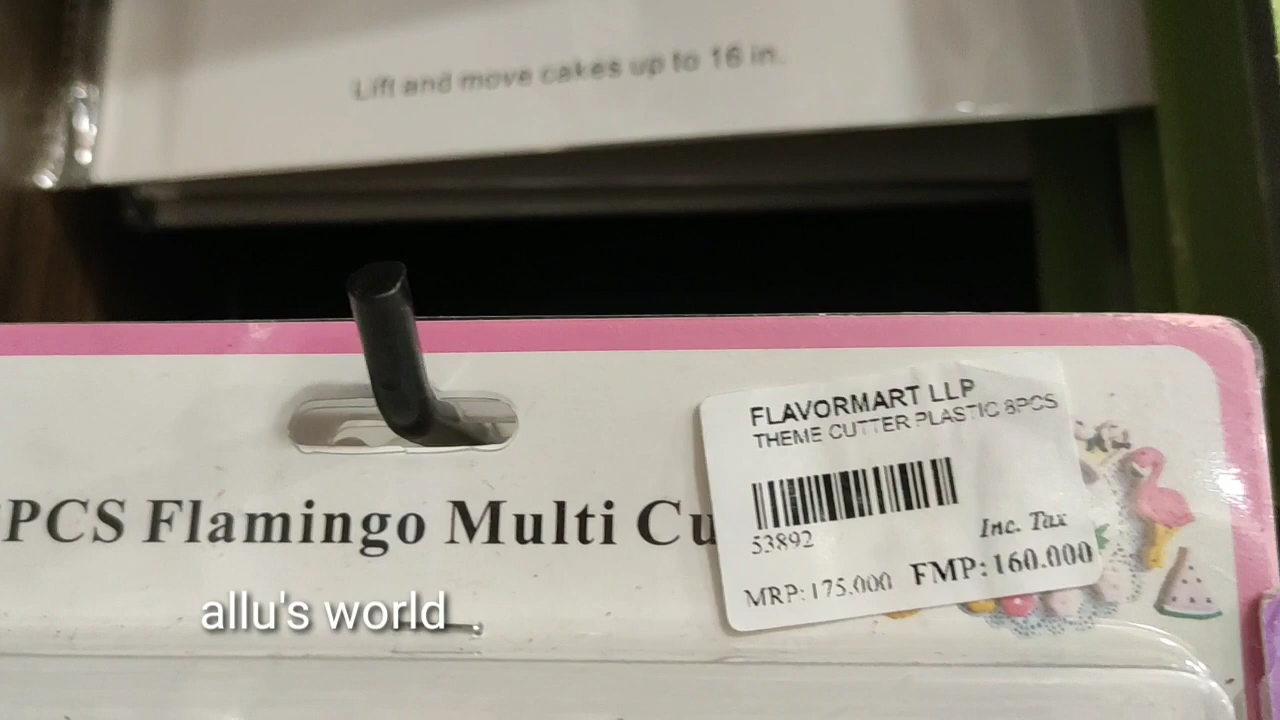 Lift and move cakes up to 16 in.
FLAVORMART LLP
THEME CUTTER PLASTIC 8PCS
53892
Inc. Tax
MRP:175.000 FMP:160.000
PCS Flamingo Multi Cu
allu's world